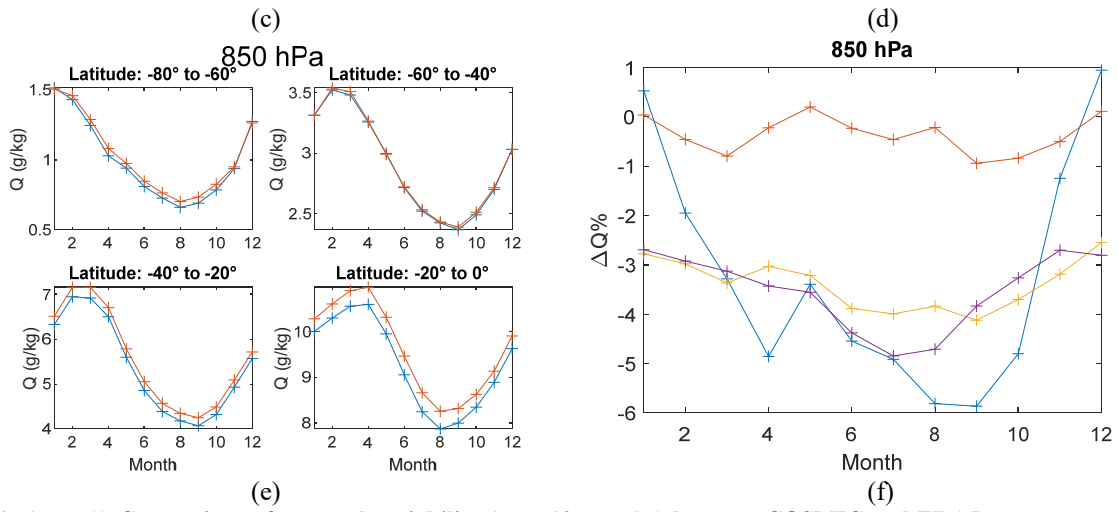 (c) (d)
850 hPa
Latitude: -80° to -60° Latitude: -60° to -40°
1.5
1
0.5
Q (g/kg)
2 4 6 8 10 12
3.5
3
2.5
Q (g/kg)
2 4 6 8 10 12
Latitude: -40° to -20° Latitude: -20° to 0°
7
6
5
4
Q (g/kg)
2 4 6 8 10 12
Month
10
9
8
Q (g/kg)
2 4 6 8 10 12
Month
850 hPa
1
0
-1
-2
-3
-4
-5
-6
ΔQ%
2 4 6 8 10 12
Month
(e) (f)